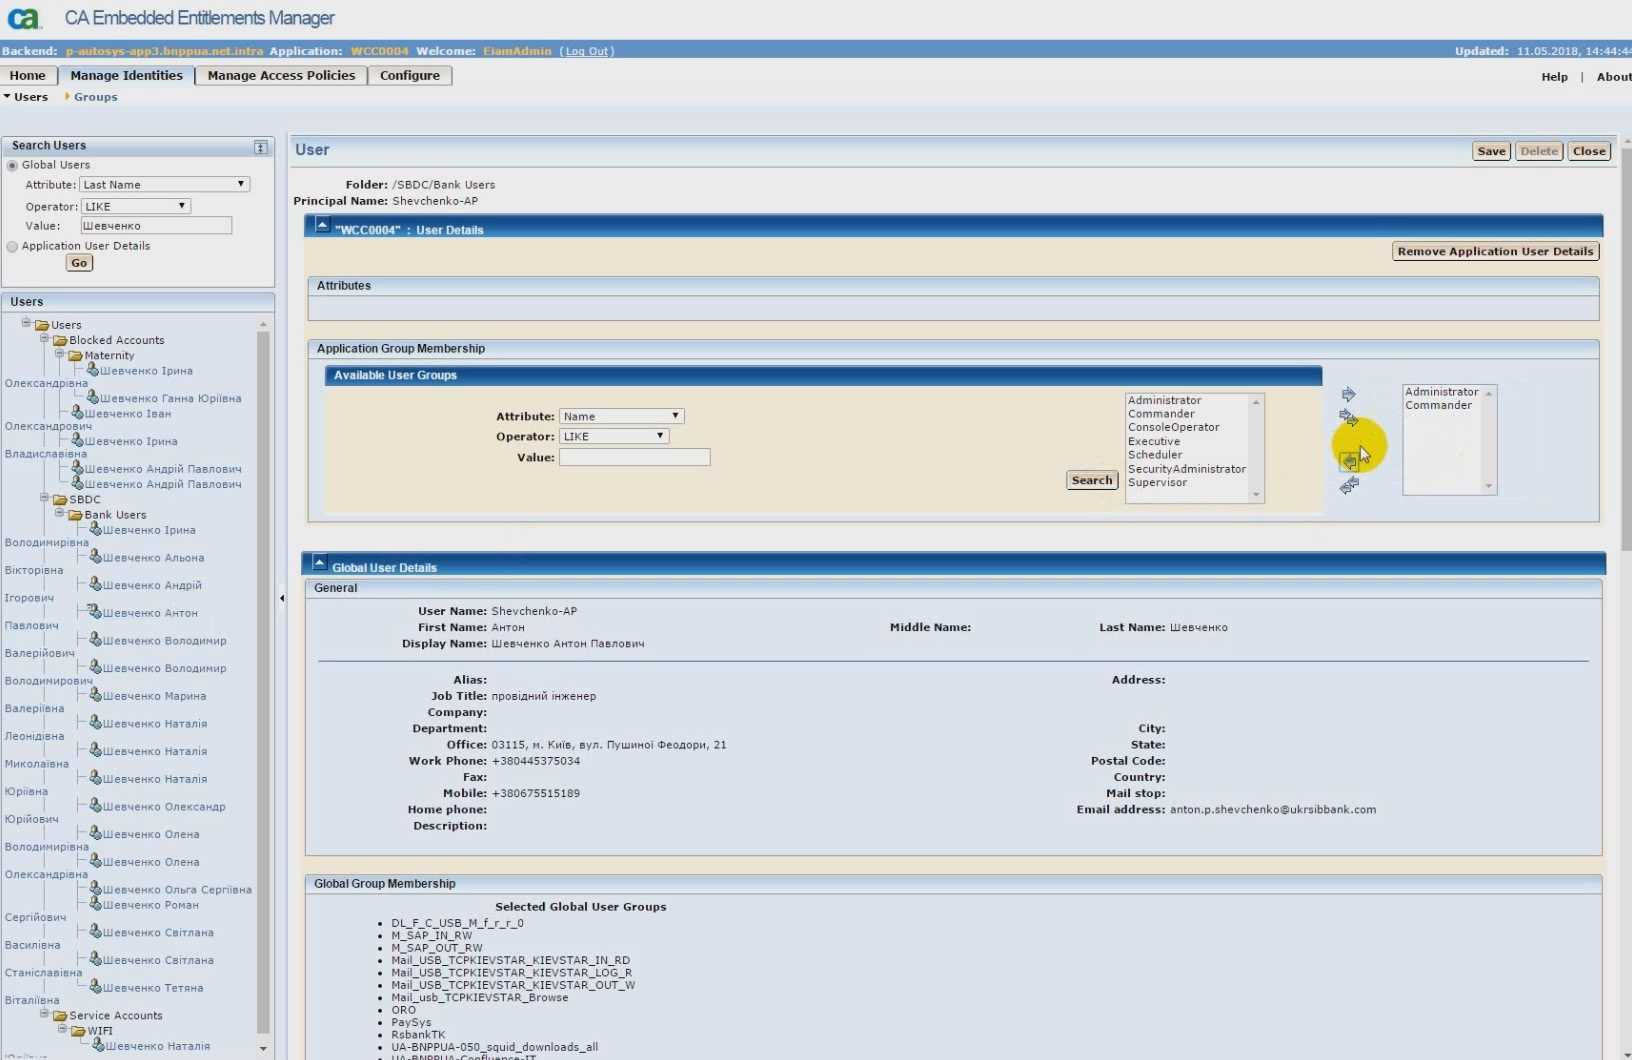 ca CA Embedded Entitlements Manager
Backend: p-autosys-app3.bnppua.net.intra Application: WCC0004 Welcome: EiamAdmin (Log Out) Updated: 11.05.2018, 14:44:44
Home Manage Identities Manage Access Policies Configure Help | About
Users Groups
Search Users
Global Users
Attribute: Last Name
Operator: LIKE
Value: Шевченко
Application User Details
Go
Users
Users
Blocked Accounts
Maternity
Шевченко Ірина
Олександрівна
Шевченко Ганна Юріївна
Шевченко Іван
Олександрович
Шевченко Ірина
Владиславівна
Шевченко Андрій Павлович
Шевченко Андрій Павлович
SBDC
Bank Users
Шевченко Ірина
Володимирівна
Шевченко Альона
Вікторівна
Шевченко Андрій
Ігорович
Шевченко Антон
Павлович
Шевченко Володимир
Валерійович
Шевченко Володимир
Володимирович
Шевченко Марина
Валеріївна
Шевченко Наталія
Леонідівна
Шевченко Наталія
Миколаївна
Шевченко Наталія
Юріївна
Шевченко Олександр
Юрійович
Шевченко Олена
Володимирівна
Шевченко Олена
Олександрівна
Шевченко Ольга Сергіївна
Шевченко Роман
Сергійович
Шевченко Світлана
Василівна
Шевченко Світлана
Станіславівна
Шевченко Тетяна
Віталіївна
Service Accounts
WIFI
Шевченко Наталія
User Save Delete Close
Folder: /SBDC/Bank Users
Principal Name: Shevchenko-AP
"WCC0004" : User Details
Remove Application User Details
Attributes
Application Group Membership
Available User Groups
Attribute: Name
Operator: LIKE
Value:
Search
Administrator
Commander
ConsoleOperator
Executive
Scheduler
SecurityAdministrator
Supervisor
Administrator
Commander
Global User Details
General
User Name: Shevchenko-AP
First Name: Антон Middle Name: Last Name: Шевченко
Display Name: Шевченко Антон Павлович
Alias: Address:
Job Title: провідний інженер
Company:
Department: City:
Office: 03115, м. Київ, вул. Пушиної Феодори, 21 State:
Work Phone: +380445375034 Postal Code:
Fax: Country:
Mobile: +380675515189 Mail stop:
Home phone: Email address: anton.p.shevchenko@ukrsibbank.com
Description:
Global Group Membership
Selected Global User Groups
DL_F_C_USB_M_f_r_r_0
M_SAP_IN_RW
M_SAP_OUT_RW
Mail_USB_TCPKIEVSTAR_KIEVSTAR_IN_RD
Mail_USB_TCPKIEVSTAR_KIEVSTAR_LOG_R
Mail_USB_TCPKIEVSTAR_KIEVSTAR_OUT_W
Mail_usb_TCPKIEVSTAR_Browse
ORO
PaySys
RsbankTK
UA-BNPPUA-050_squid_downloads_all
UA-BNPPUA-Confluence-IT